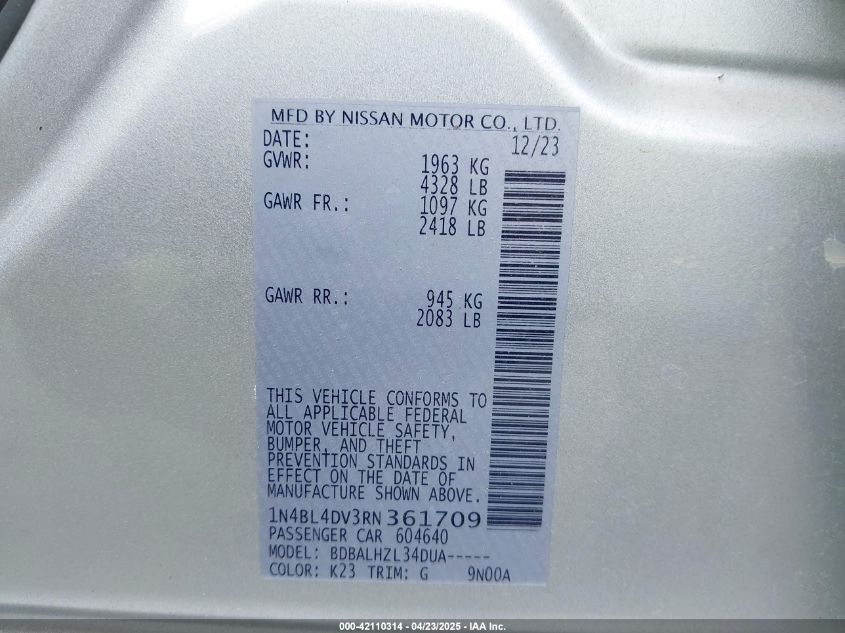 MFD BY NISSAN MOTOR CO., LTD.
DATE: 12/23
GVWR: 1963 KG
4328 LB
GAWR FR.: 1097 KG
2418 LB
GAWR RR.: 945 KG
2083 LB
THIS VEHICLE CONFORMS TO
ALL APPLICABLE FEDERAL
MOTOR VEHICLE SAFETY,
BUMPER, AND THEFT
PREVENTION STANDARDS IN
EFFECT ON THE DATE OF
MANUFACTURE SHOWN ABOVE.
1N4BL4DV3RN361709
PASSENGER CAR 604640
MODEL: BDBALHZL34DUA-----
COLOR: K23 TRIM: G 9N00A
000-42110314 - 04/23/2025 - IAA Inc.